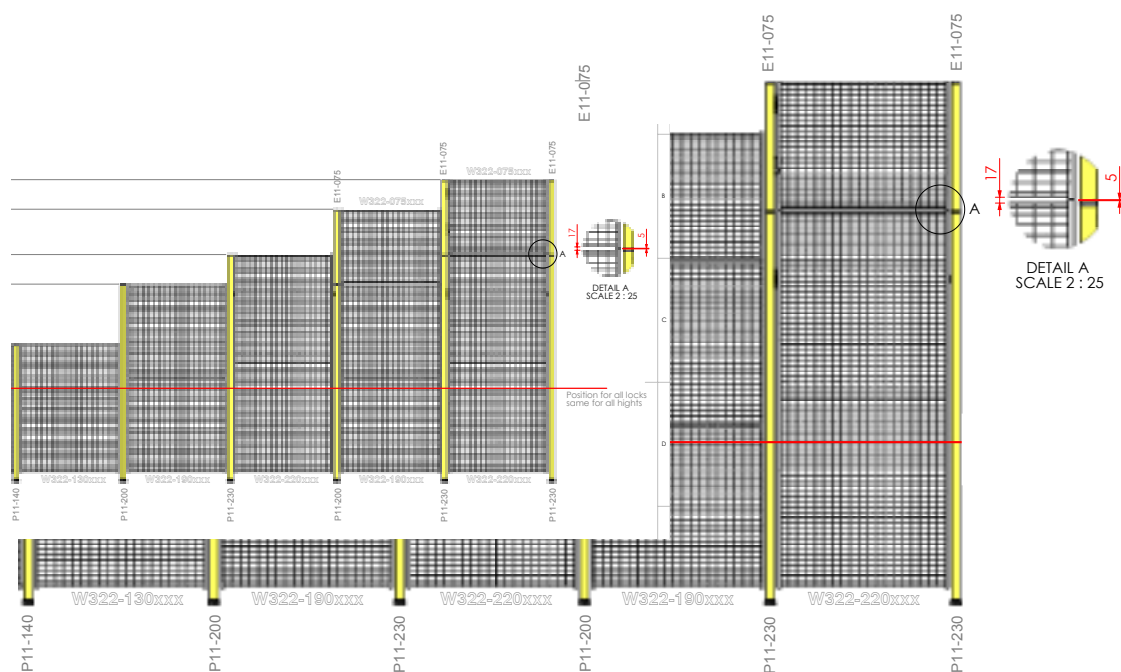 E11-075
E11-075
E11-075
E11-075
E11-075
E11-075
W322-075xxx
W322-075xxx
B
C
D
A
17
5
DETAIL A
SCALE 2 : 25
A
17
5
DETAIL A
SCALE 2 : 25
Position for all locks
same for all hights
W322-130xxx
W322-190xxx
W322-220xxx
W322-190xxx
W322-220xxx
P11-140
P11-200
P11-230
P11-200
P11-230
P11-230
W322-130xxx
W322-190xxx
W322-220xxx
W322-190xxx
W322-220xxx
P11-140
P11-200
P11-230
P11-200
P11-230
P11-230